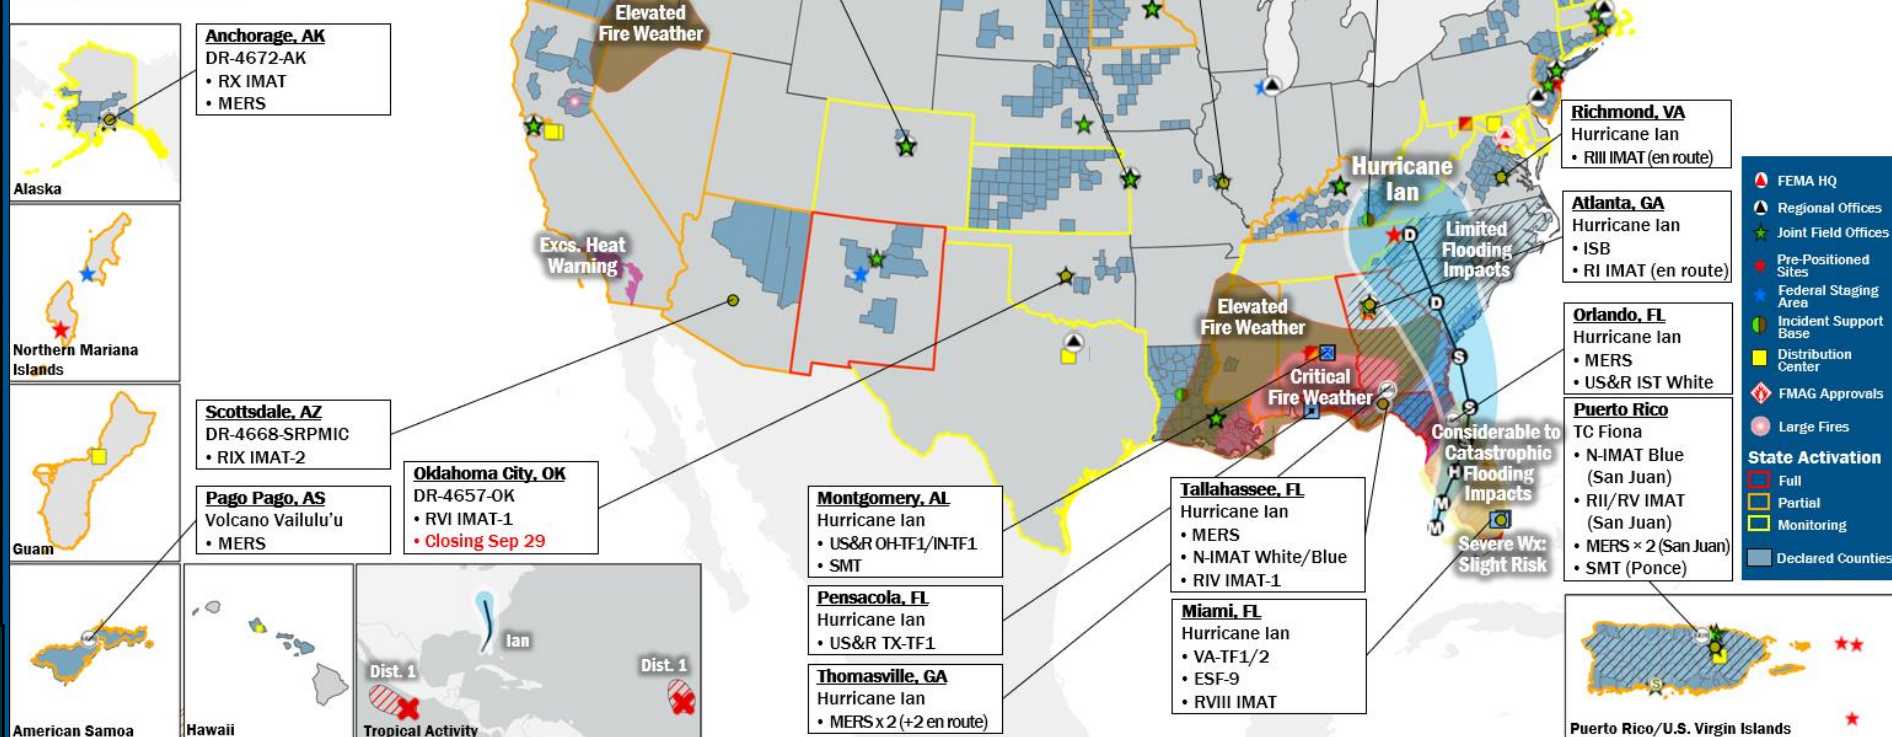 Elevated
Fire Weather
Anchorage, AK
DR-4672-AK
• RX IMAT
• MERS
Alaska
Northern Mariana
Islands
Guam
American Samoa
Hawaii
Scottsdale, AZ
DR-4668-SRPMIC
• RIX IMAT-2
Pago Pago, AS
Volcano Vailulu'u
• MERS
Oklahoma City, OK
DR-4657-OK
• RVI IMAT-1
• Closing Sep 29
Ian
Dist. 1
Dist. 1
Tropical Activity
Excs. Heat
Warning
Elevated
Fire Weather
Critical
Fire Weather
Hurricane
Ian
Limited
Flooding
Impacts
D
D
S
S
H
M
M
Considerable to
Catastrophic
Flooding
Impacts
Severe Wx:
Slight Risk
Montgomery, AL
Hurricane Ian
• US&R OH-TF1/IN-TF1
• SMT
Pensacola, FL
Hurricane Ian
• US&R TX-TF1
Thomasville, GA
Hurricane Ian
• MERS x 2 (+2 en route)
Tallahassee, FL
Hurricane Ian
• MERS
• N-IMAT White/Blue
• RIV IMAT-1
Miami, FL
Hurricane Ian
• VA-TF1/2
• ESF-9
• RVIII IMAT
Richmond, VA
Hurricane Ian
• RIII IMAT (en route)
Atlanta, GA
Hurricane Ian
• ISB
• RI IMAT (en route)
Orlando, FL
Hurricane Ian
• MERS
• US&R IST White
Puerto Rico
TC Fiona
• N-IMAT Blue
(San Juan)
• RII/RV IMAT
(San Juan)
• MERS × 2 (San Juan)
• SMT (Ponce)
S
Puerto Rico/U.S. Virgin Islands
FEMA HQ
Regional Offices
Joint Field Offices
Pre-Positioned
Sites
Federal Staging
Area
Incident Support
Base
Distribution
Center
FMAG Approvals
Large Fires
State Activation
Full
Partial
Monitoring
Declared Counties